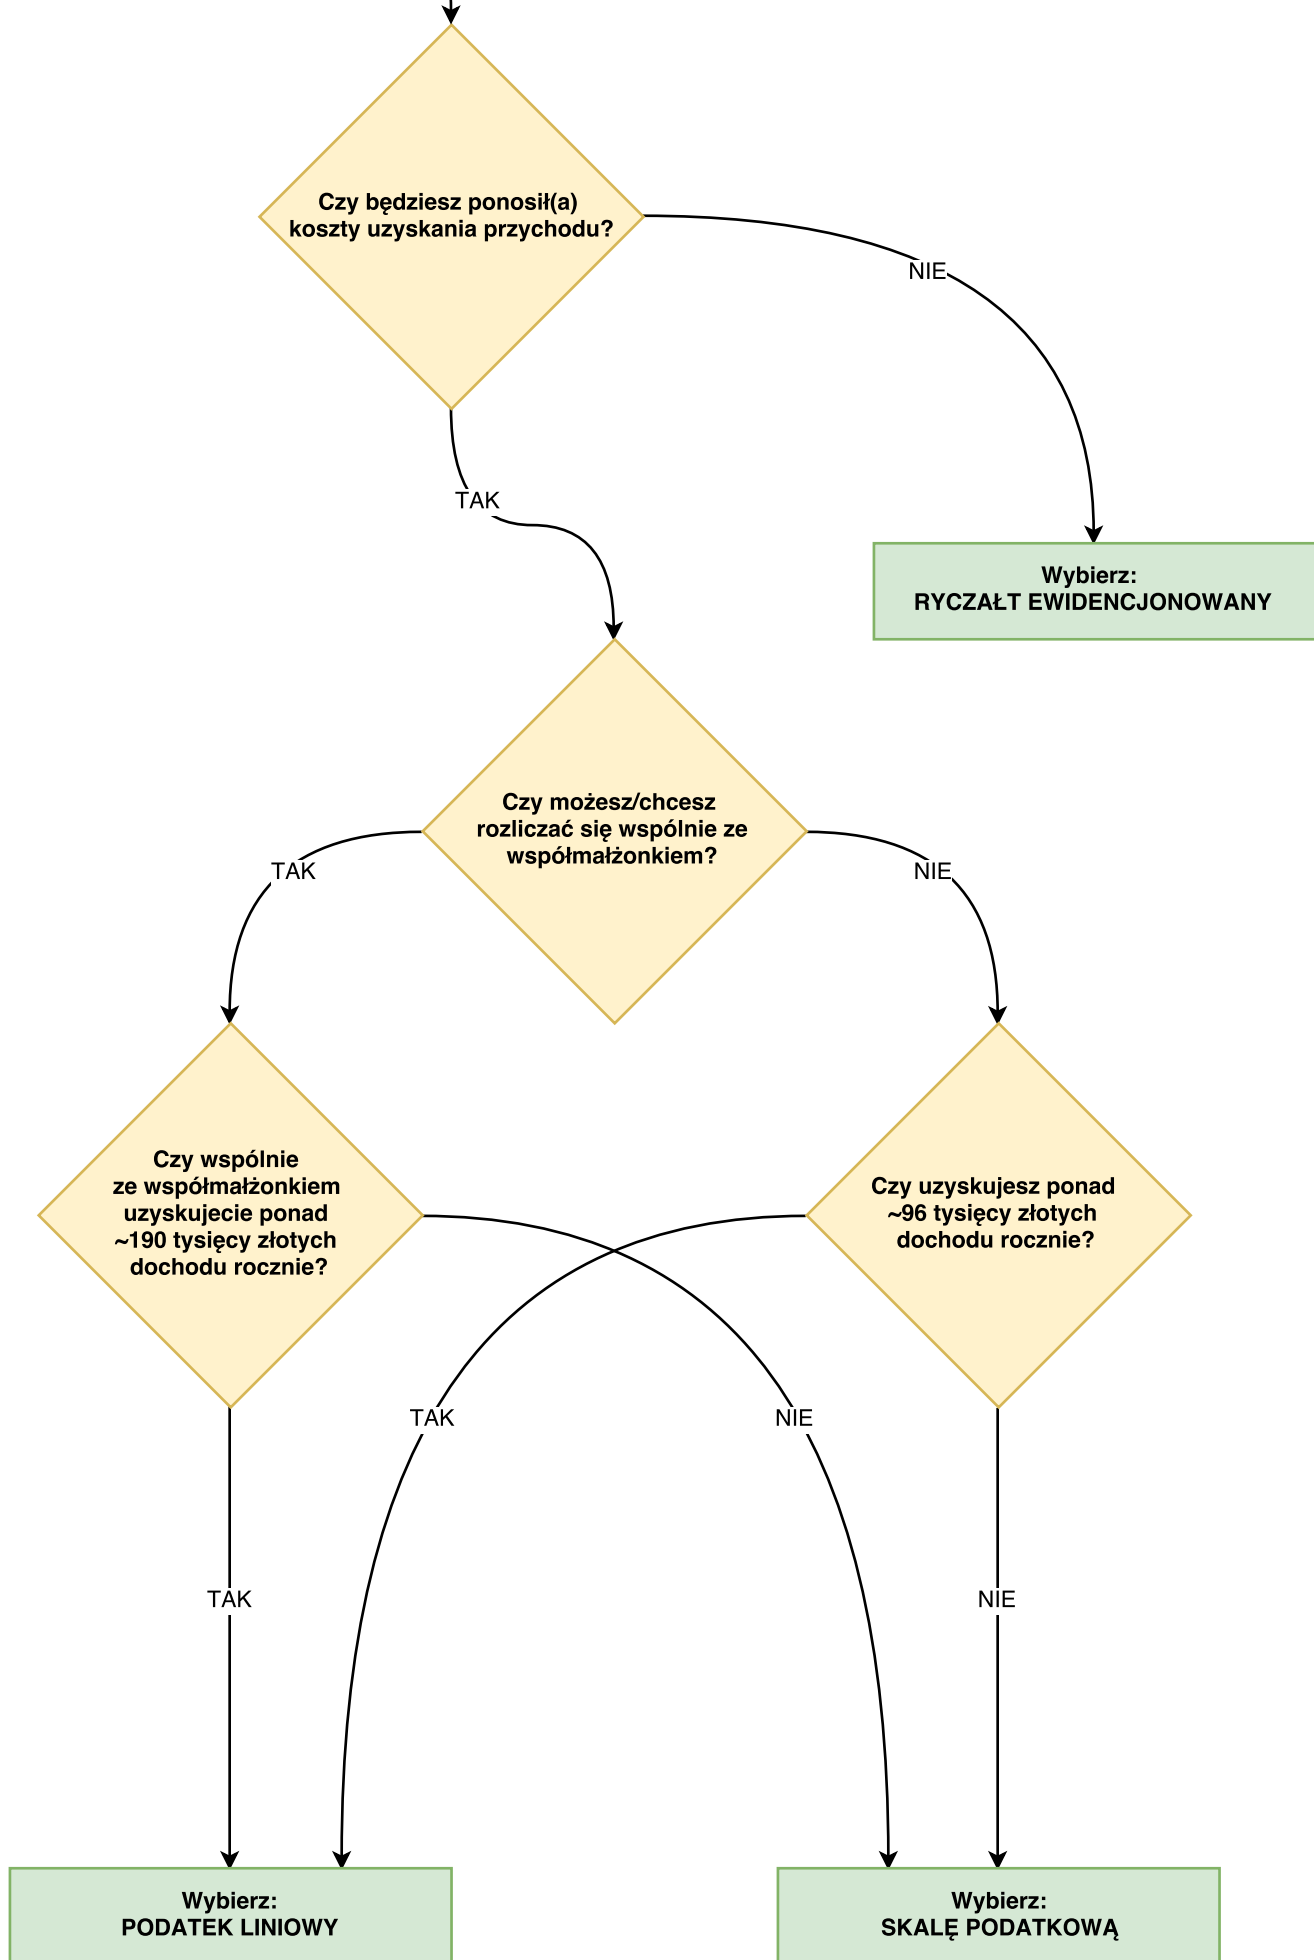 Czy będziesz ponosił(a)
koszty uzyskania przychodu?
NIE
TAK
Wybierz:
RYCZAŁT EWIDENCJONOWANY
Czy możesz/chcesz
rozliczać się wspólnie ze
współmałżonkiem?
TAK
NIE
Czy wspólnie
ze współmałżonkiem
uzyskujecie ponad
~190 tysięcy złotych
dochodu rocznie?
Czy uzyskujesz ponad
~96 tysięcy złotych
dochodu rocznie?
TAK
NIE
TAK
NIE
Wybierz:
PODATEK LINIOWY
Wybierz:
SKALĘ PODATKOWĄ